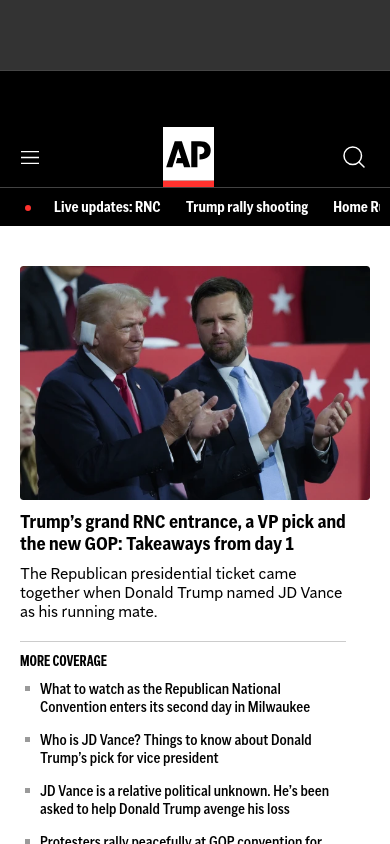 AP
Live updates: RNC Trump rally shooting Home
Trump’s grand RNC entrance, a VP pick and
the new GOP: Takeaways from day 1
The Republican presidential ticket came
together when Donald Trump named JD Vance
as his running mate.
MORE COVERAGE
What to watch as the Republican National
Convention enters its second day in Milwaukee
Who is JD Vance? Things to know about Donald
Trump’s pick for vice president
JD Vance is a relative political unknown. He’s been
asked to help Donald Trump avenge his loss
Protesters rally peacefully at GOP convention for